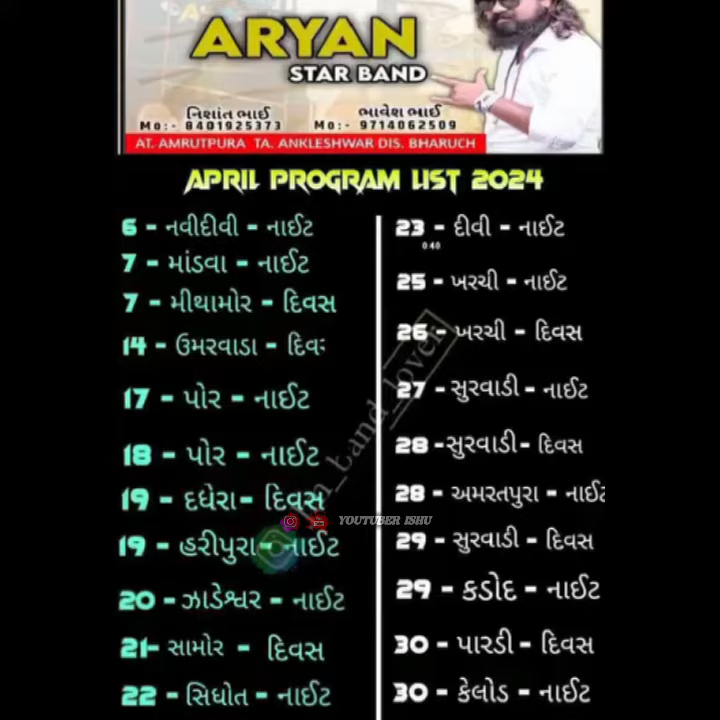 ARYAN
STAR BAND
નિશાંત ભાઈ
Mo:- 8401925373
ભાવેશ ભાઈ
Mo:- 9714062509
AT. AMRUTPURA TA. ANKLESHWAR DIS. BHARUCH
APRIL PROGRAM LIST 2024
6 - નવીદીવી - નાઈટ
7 - માંડવા - નાઈટ
7 - મીથામોર - દિવસ
14 - ઉમરવાડા - દિવ
17 - પોર - નાઈટ
18 - પોર - નાઈટ
19 - દધેરા- દિવસ
19 - હરીપુરા - નાઈટ
20 - ઝાડેશ્વર - નાઈટ
21- સામોર - દિવસ
22 - સિધોત - નાઈટ
23 - દીવી - નાઈટ
0:40
25 - ખરચી - નાઈટ
26 - ખરચી - દિવસ
27 - સુરવાડી - નાઈટ
28 -સુરવાડી- દિવસ
28 - અમરતપુરા - નાઈટ
29 - સુરવાડી - દિવસ
29 - કડોદ - નાઈટ
30 - પારડી - દિવસ
30 - કેલોડ - નાઈટ
YOUTUBER ISHU